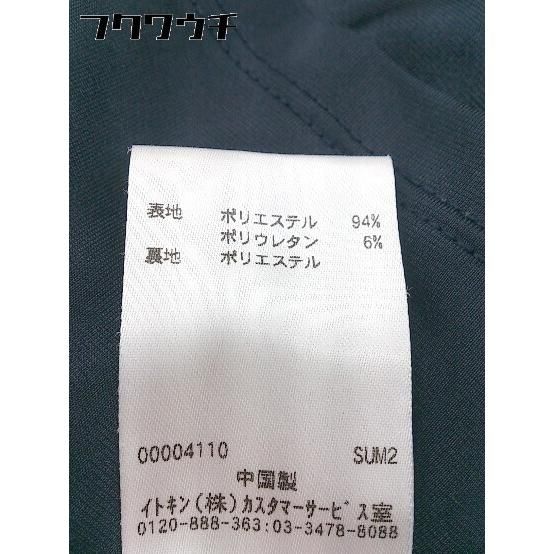 フクワウチ
表地 ポリエステル 94%
ポリウレタン 6%
裏地 ポリエステル
00004110 SUM2
中国製
イトキン(株)カスタマーサービス室
0120-888-363:03-3478-8088